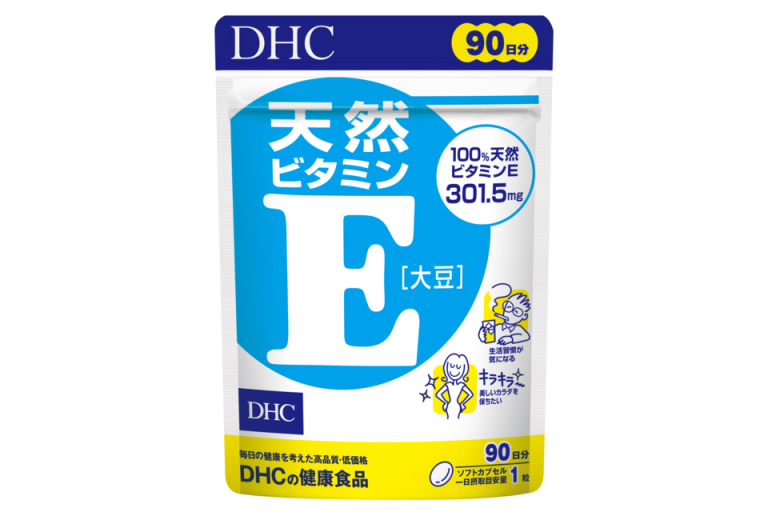 DHC
90日分
天然
ビタミン
E
[大豆]
100%天然
ビタミンE
301.5mg
生活習慣が
気になる
キラキラ
美しいカラダを
保ちたい
DHC
毎日の健康を考えた高品質・低価格
DHCの健康食品
90日分
ソフトカプセル
一日摂取目安量 1粒